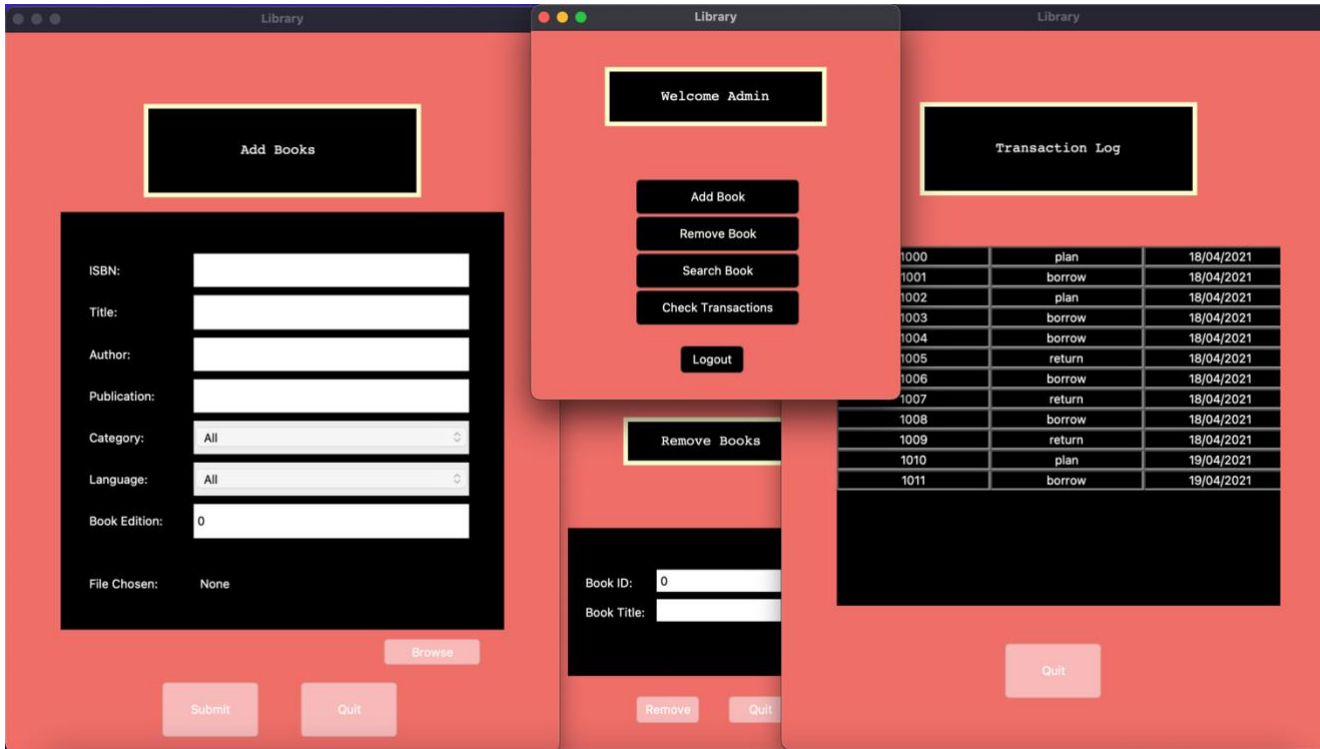 Library
Add Books
ISBN:
Title:
Author:
Publication:
Category: All
Language: All
Book Edition: 0
File Chosen: None
Browse
Submit Quit
Library
Welcome Admin
Add Book
Remove Book
Search Book
Check Transactions
Logout
Remove Books
Book ID: 0
Book Title:
Remove Quit
Library
Transaction Log
1000 plan 18/04/2021
1001 borrow 18/04/2021
1002 plan 18/04/2021
1003 borrow 18/04/2021
1004 borrow 18/04/2021
1005 return 18/04/2021
1006 borrow 18/04/2021
1007 return 18/04/2021
1008 borrow 18/04/2021
1009 return 18/04/2021
1010 plan 19/04/2021
1011 borrow 19/04/2021
Quit